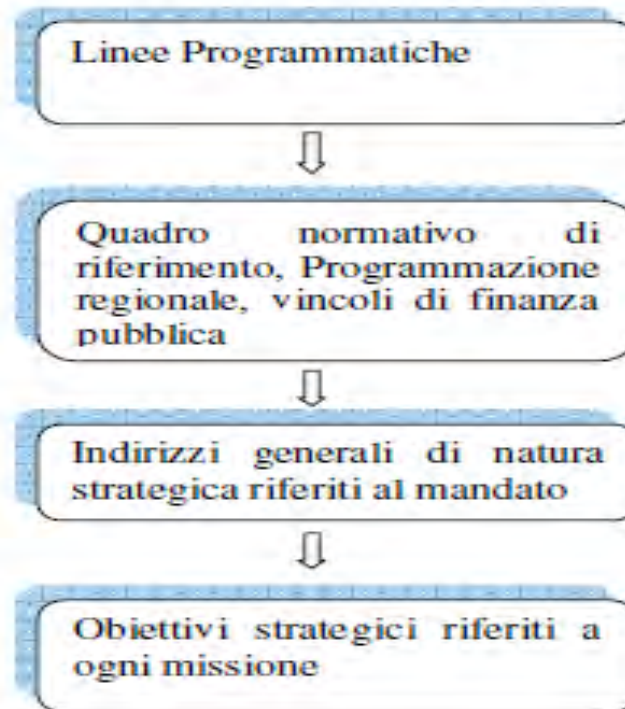 Linee Programmatiche
Quadro normativo di
riferimento, Programmazione
regionale, vincoli di finanza
pubblica
Indirizzi generali di natura
strategica riferiti al mandato
Obiettivi strategici riferiti a
ogni missione